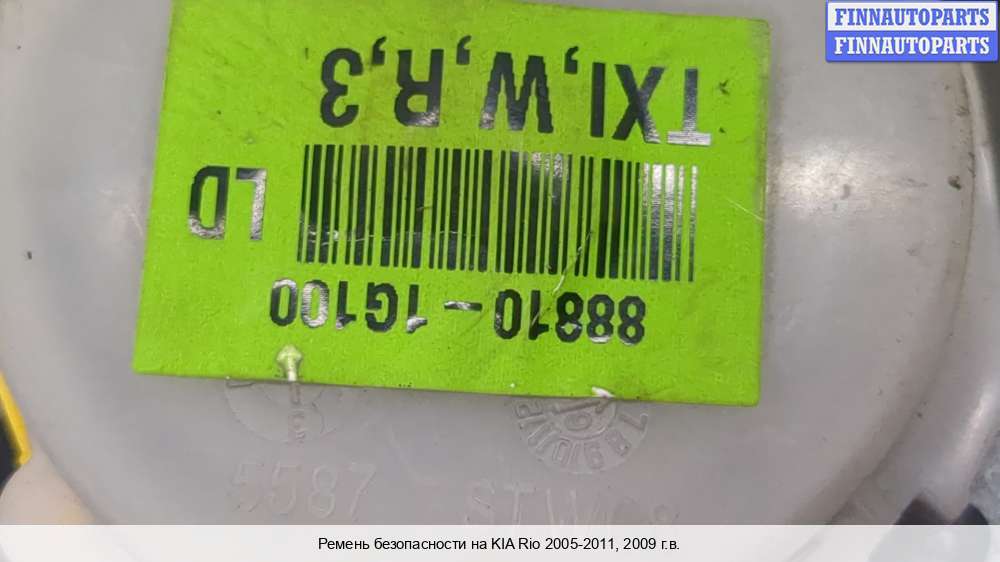 FINNAUTOPARTS
FINNAUTOPARTS
88810-1G100
LD
TXI,W,R,3
5587
Ремень безопасности на KIA Rio 2005-2011, 2009 г.в.